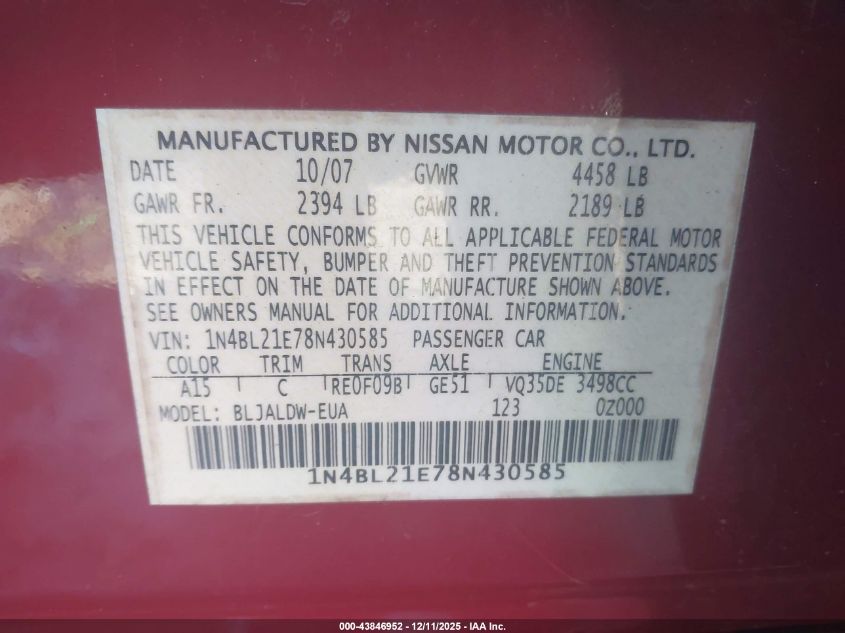 MANUFACTURED BY NISSAN MOTOR CO., LTD.
DATE 10/07 GVWR 4458 LB
GAWR FR. 2394 LB GAWR RR. 2189 LB
THIS VEHICLE CONFORMS TO ALL APPLICABLE FEDERAL MOTOR
VEHICLE SAFETY, BUMPER AND THEFT PREVENTION STANDARDS
IN EFFECT ON THE DATE OF MANUFACTURE SHOWN ABOVE.
SEE OWNERS MANUAL FOR ADDITIONAL INFORMATION.
VIN: 1N4BL21E78N430585 PASSENGER CAR
COLOR TRIM TRANS AXLE ENGINE
A15 C RE0F09B GE51 VQ35DE 3498CC
MODEL: BLJALDW-EUA 123 0Z000
1N4BL21E78N430585
000-43846952 - 12/11/2025 - IAA Inc.